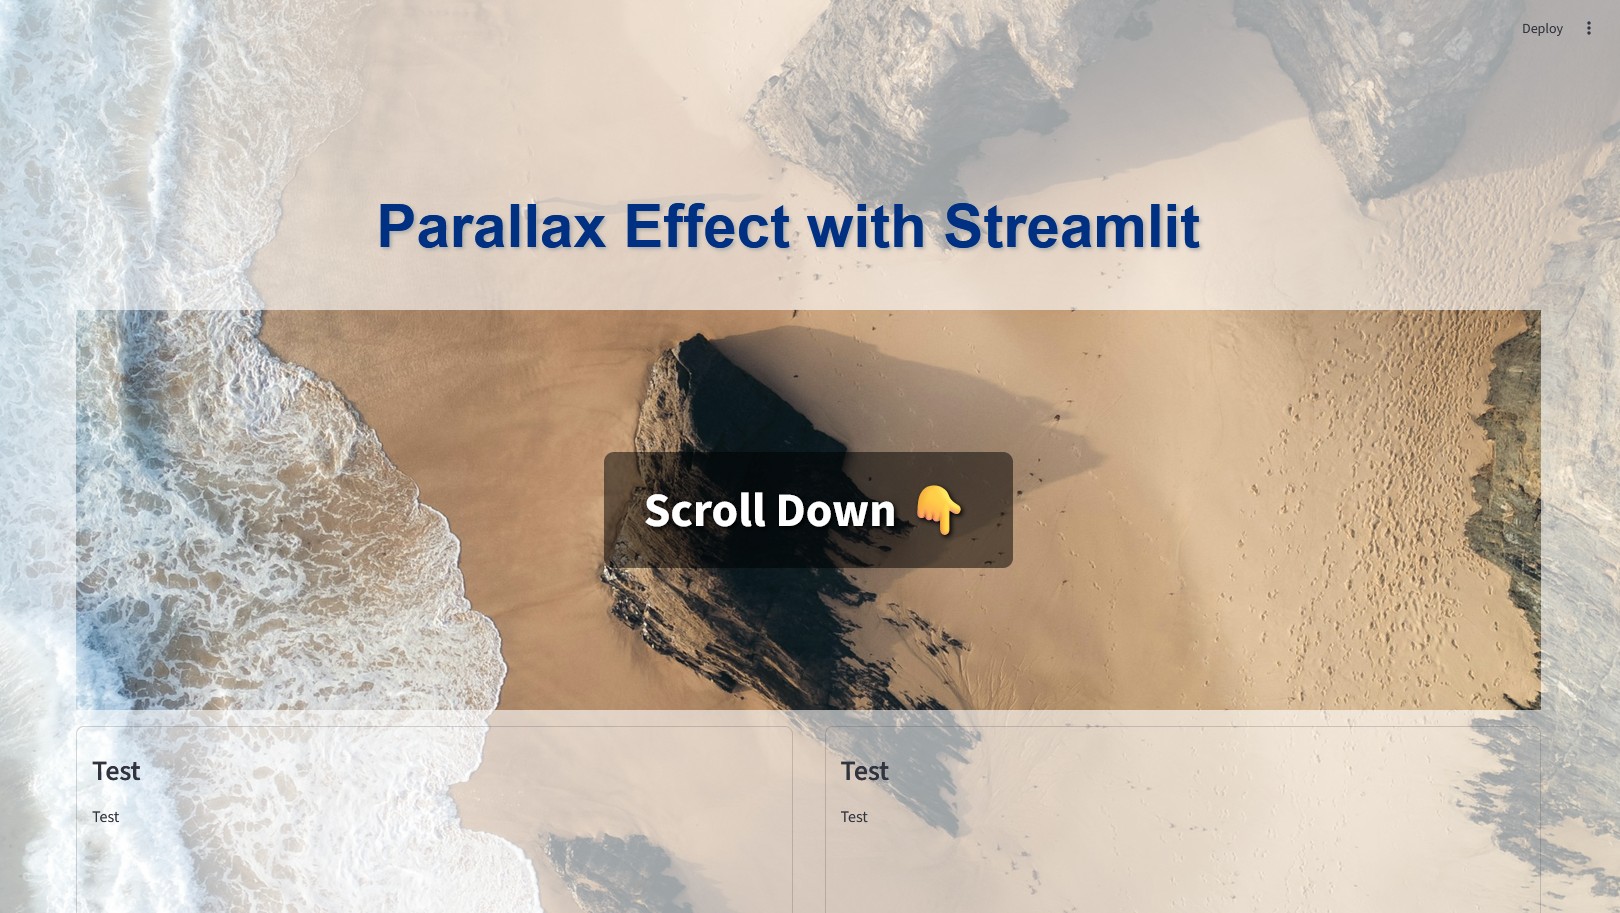 Deploy
Parallax Effect with Streamlit
Scroll Down 👇
Test
Test
Test
Test